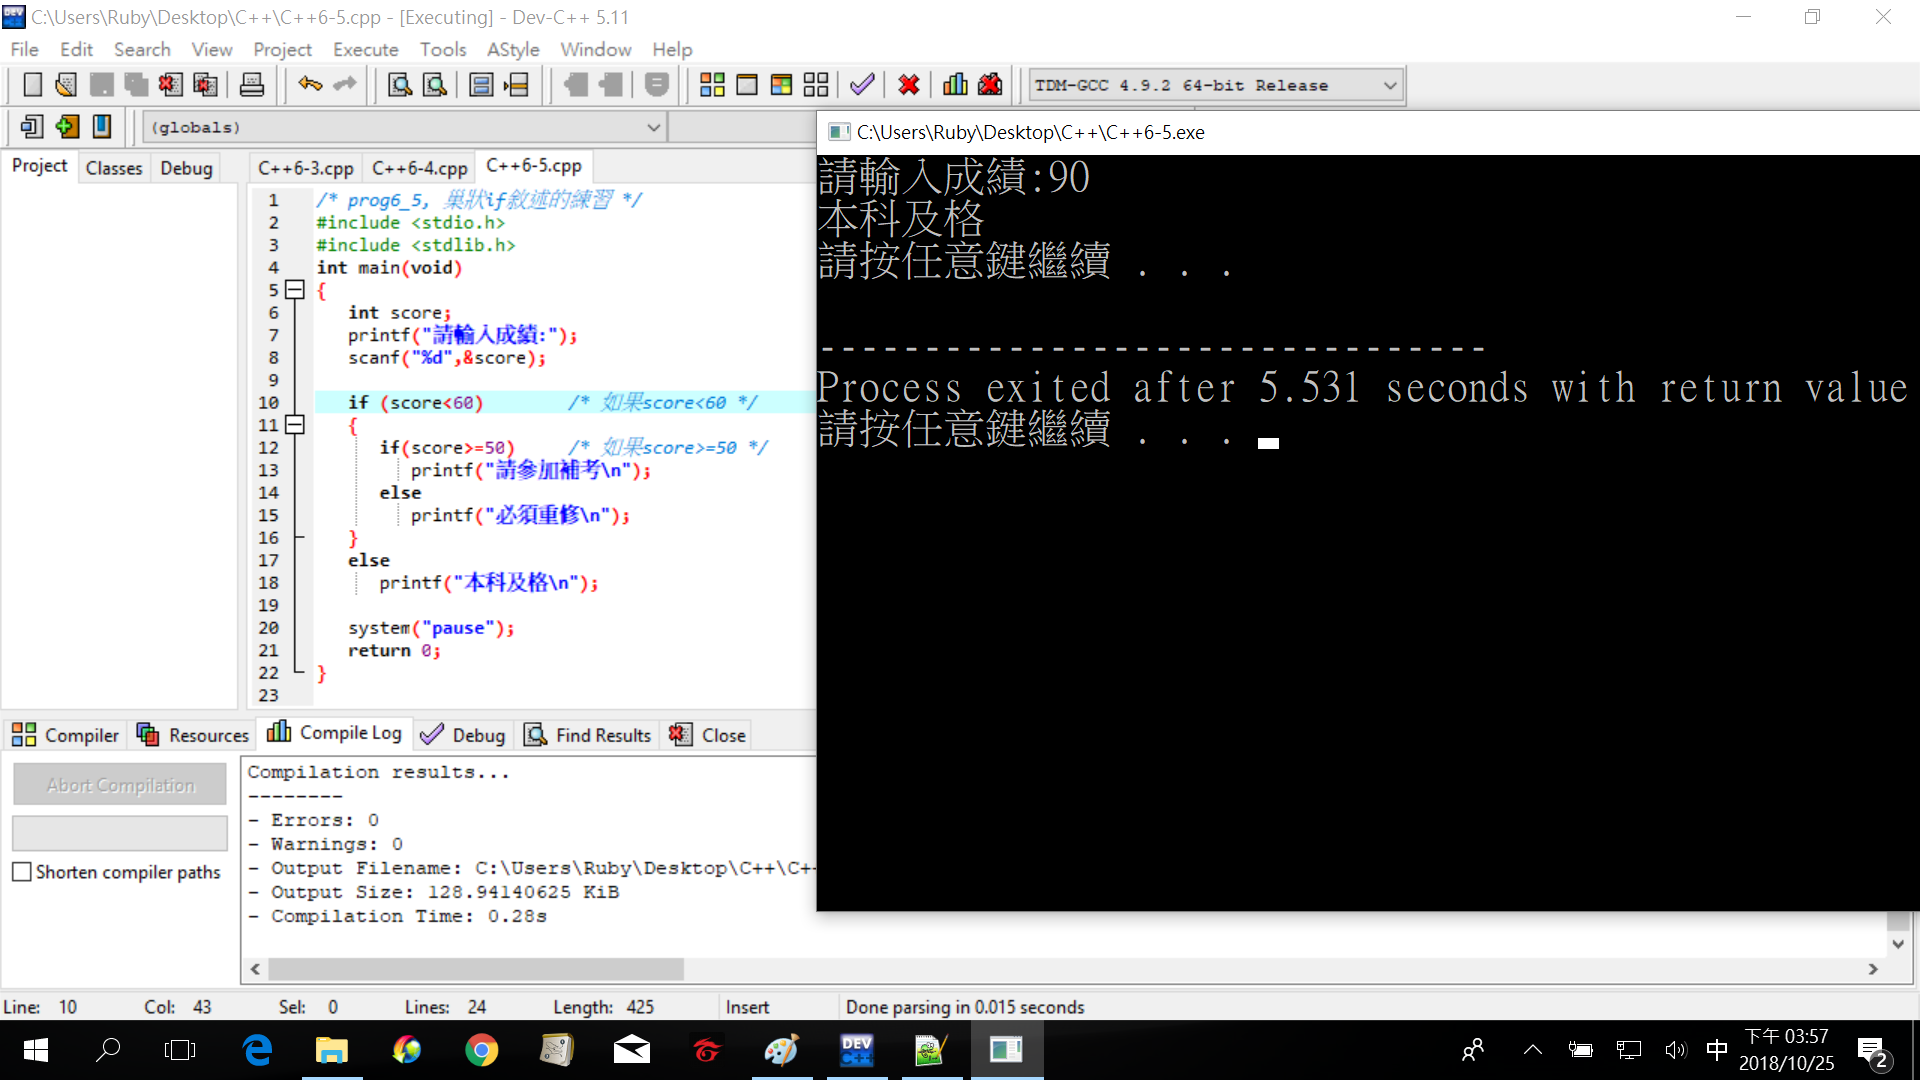 C:\Users\Ruby\Desktop\C++\C++6-5.cpp - [Executing] - Dev-C++ 5.11
File Edit Search View Project Execute Tools AStyle Window Help
TDM-GCC 4.9.2 64-bit Release
(globals)
Project Classes Debug
C++6-3.cpp C++6-4.cpp C++6-5.cpp
1 /* prog6_5, 巢狀if敘述的練習 */
2 #include <stdio.h>
3 #include <stdlib.h>
4 int main(void)
5 {
6 int score;
7 printf("請輸入成績:");
8 scanf("%d",&score);
9
10 if (score<60) /* 如果score<60 */
11 {
12 if(score>=50) /* 如果score>=50 */
13 printf("請參加補考\n");
14 else
15 printf("必須重修\n");
16 }
17 else
18 printf("本科及格\n");
19
20 system("pause");
21 return 0;
22 }
23
C:\Users\Ruby\Desktop\C++\C++6-5.exe
請輸入成績:90
本科及格
請按任意鍵繼續 . . .
--------------------------------
Process exited after 5.531 seconds with return value
請按任意鍵繼續 . . .
Compiler Resources Compile Log Debug Find Results Close
Abort Compilation
Shorten compiler paths
Compilation results...
--------
- Errors: 0
- Warnings: 0
- Output Filename: C:\Users\Ruby\Desktop\C++\C+
- Output Size: 128.94140625 KiB
- Compilation Time: 0.28s
Line: 10 Col: 43 Sel: 0 Lines: 24 Length: 425 Insert Done parsing in 0.015 seconds
DEV C++
中
下午 03:57
2018/10/25
2